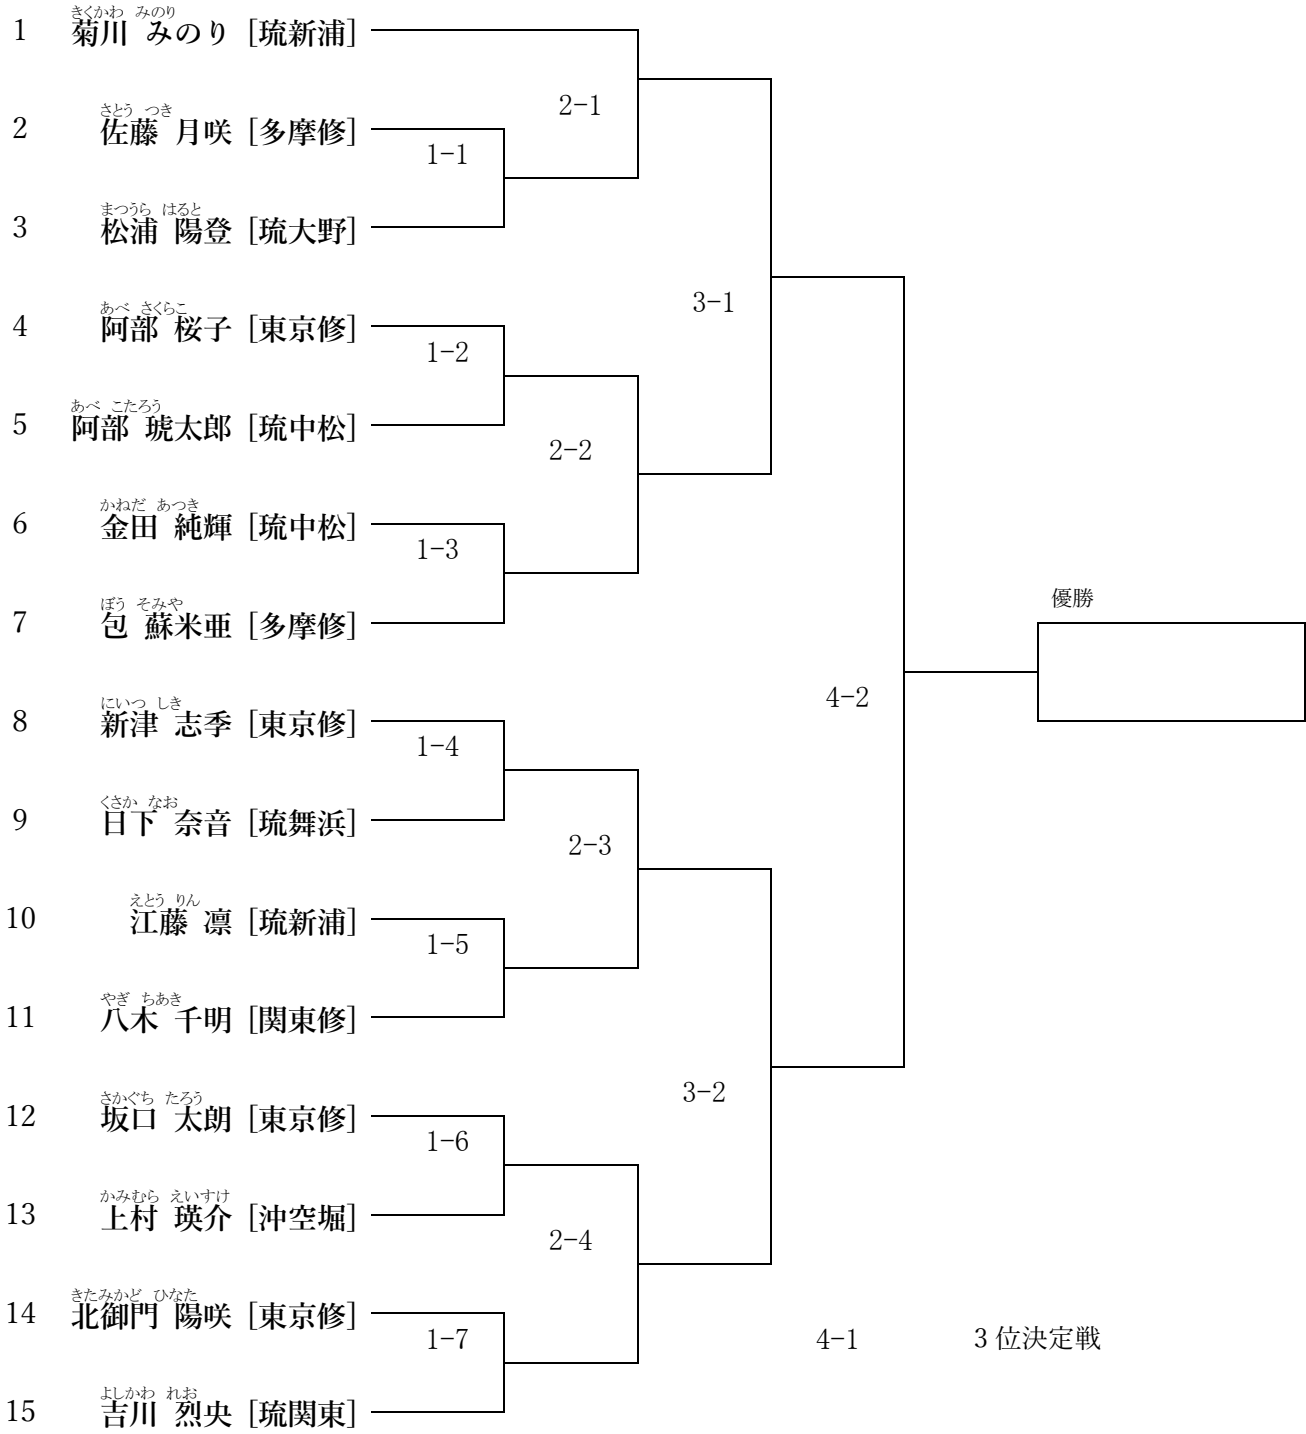 きくかわ みのり
1 菊川 みのり [琉新浦]
2-1
さとう つき
2 佐藤 月咲 [多摩修]
1-1
まつうら はると
3 松浦 陽登 [琉大野]
3-1
あべ さくらこ
4 阿部 桜子 [東京修]
1-2
あべ こたろう
5 阿部 琥太郎 [琉中松]
2-2
かねだ あつき
6 金田 純輝 [琉中松]
1-3
ぼう そみや
7 包 蘇米亜 [多摩修]
優勝
4-2
にいつ しき
8 新津 志季 [東京修]
1-4
くさか なお
9 日下 奈音 [琉舞浜]
2-3
えとう りん
10 江藤 凛 [琉新浦]
1-5
やぎ ちあき
11 八木 千明 [関東修]
3-2
さかぐち たろう
12 坂口 太朗 [東京修]
1-6
かみむら えいすけ
13 上村 瑛介 [沖空堀]
2-4
きたみかど ひなた
14 北御門 陽咲 [東京修]
1-7
4-1 3位決定戦
よしかわ れお
15 吉川 烈央 [琉関東]